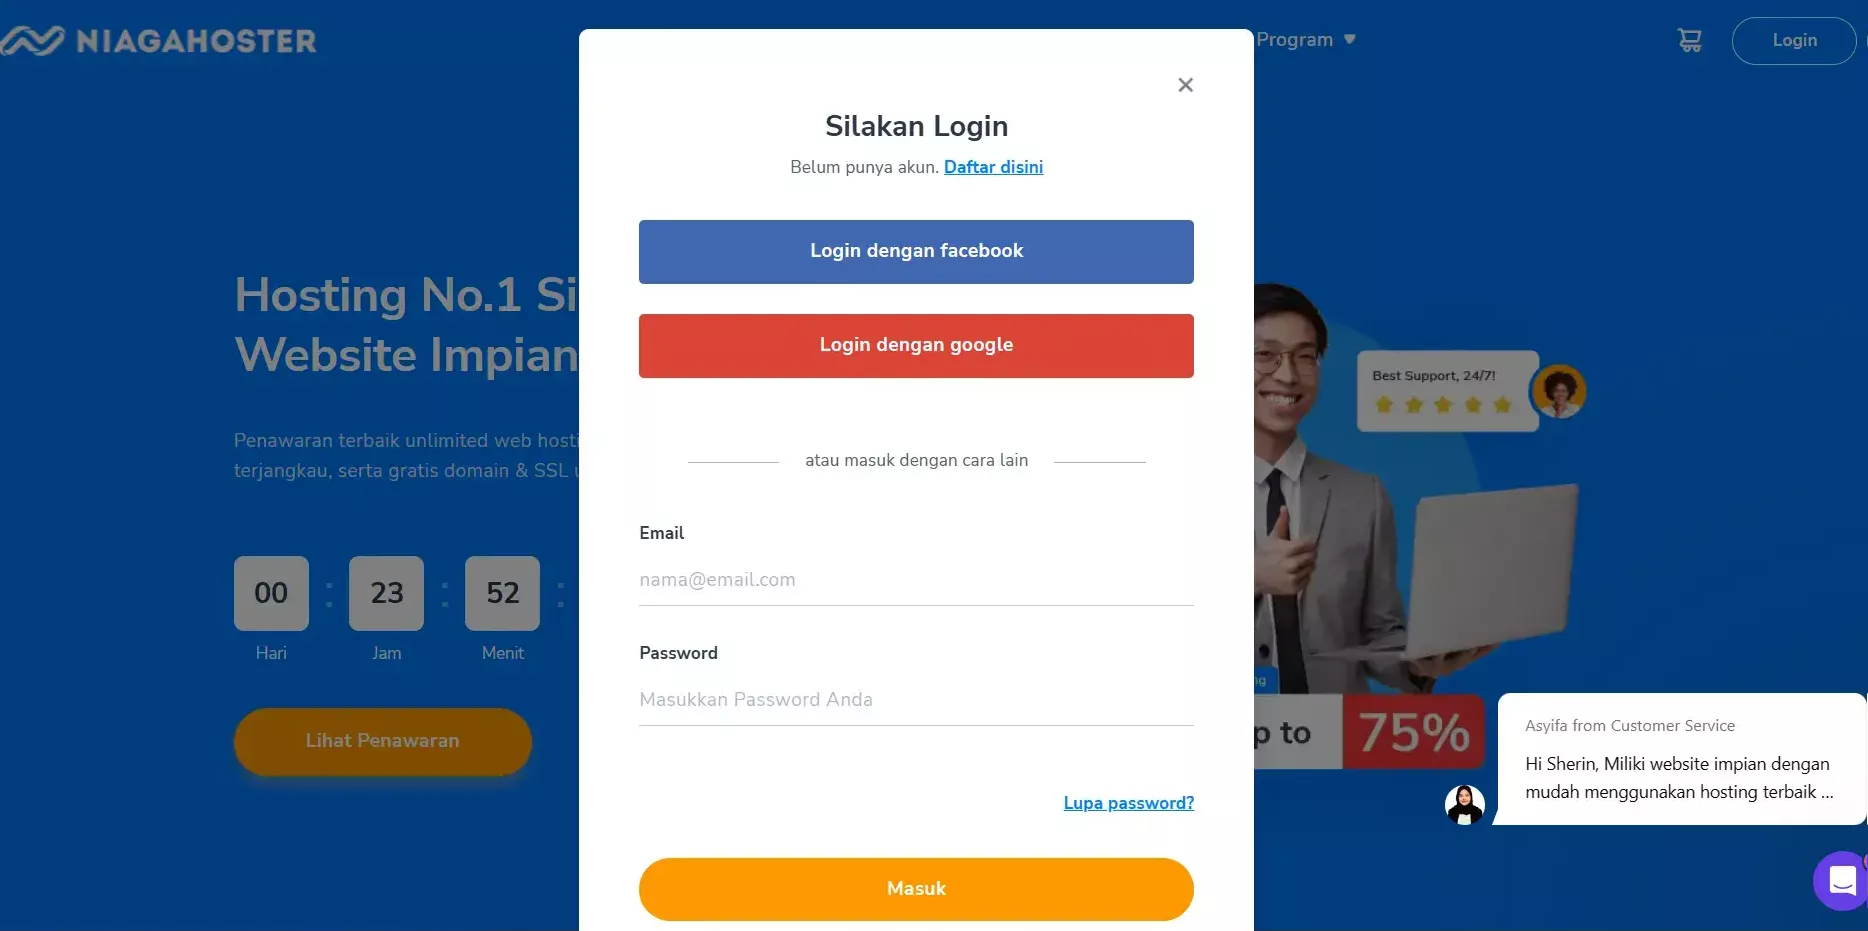 NIAGAHOSTER
Program
Login
Silakan Login
Belum punya akun. Daftar disini
Login dengan facebook
Login dengan google
atau masuk dengan cara lain
Email
nama@email.com
Password
Masukkan Password Anda
Lupa password?
Masuk
Hosting No.1
Website Impian
Penawaran terbaik unlimited web
terjangkau, serta gratis domain & SSL
00 : 23 : 52 :
Hari Jam Menit
Lihat Penawaran
Best Support, 24/7!
to 75%
Asyifa from Customer Service
Hi Sherin, Miliki website impian dengan
mudah menggunakan hosting terbaik ...